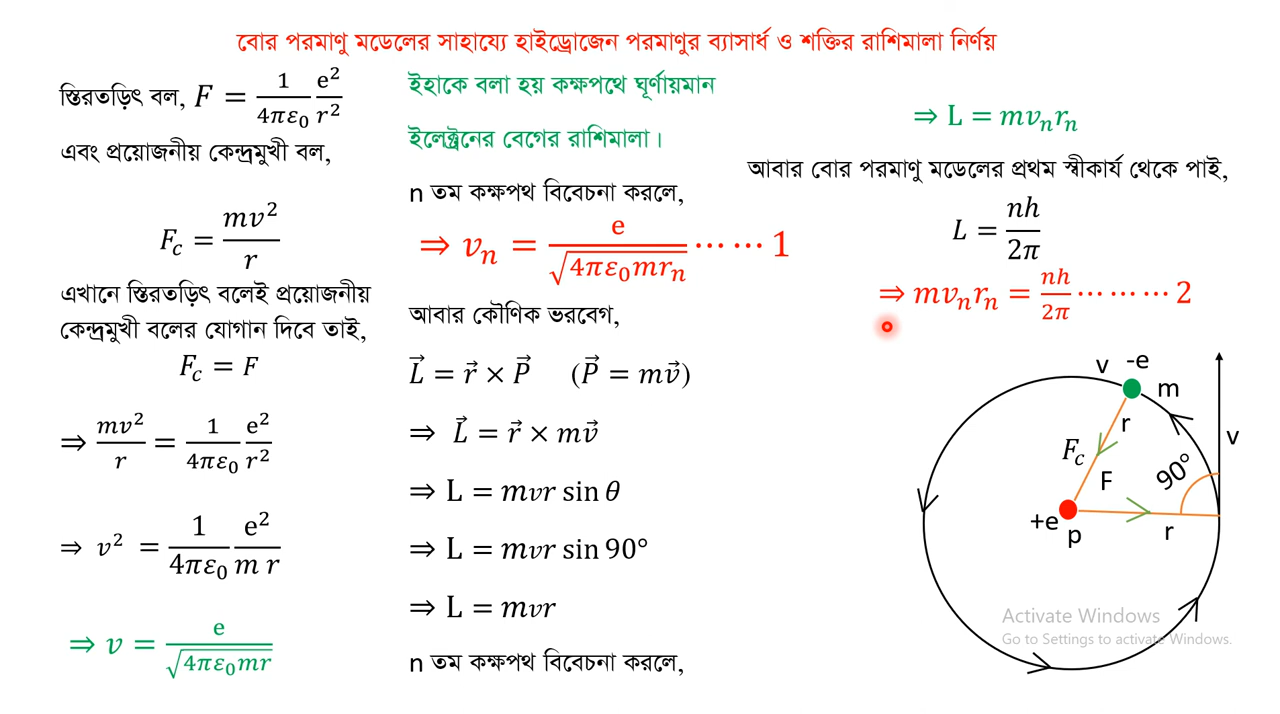 বোর পরমাণু মডেলের সাহায্যে হাইড্রোজেন পরমাণুর ব্যাসার্ধ ও শক্তির রাশিমালা নির্ণয়
স্তিরতড়িৎ বল, F = 1/4πε₀ e²/r²
এবং প্রয়োজনীয় কেন্দ্রমুখী বল,
F_c = mv²/r
এখানে স্তিরতড়িৎ বলেই প্রয়োজনীয়
কেন্দ্রমুখী বলের যোগান দিবে তাই,
F_c = F
⇒ mv²/r = 1/4πε₀ e²/r²
⇒ v² = 1/4πε₀ e²/m r
⇒ v = e/√(4πε₀mr)
ইহাকে বলা হয় কক্ষপথে ঘূর্ণায়মান
ইলেক্ট্রনের বেগের রাশিমালা।
n তম কক্ষপথ বিবেচনা করলে,
⇒ vₙ = e/√(4πε₀mrₙ) ⋯ ⋯ 1
আবার কৌণিক ভরবেগ,
L⃗ = r⃗ × P⃗ (P⃗ = mv⃗)
⇒ L⃗ = r⃗ × mv⃗
⇒ L = mvr sin θ
⇒ L = mvr sin 90°
⇒ L = mvr
n তম কক্ষপথ বিবেচনা করলে,
⇒ L = mvₙrₙ
আবার বোর পরমাণু মডেলের প্রথম স্বীকার্য থেকে পাই,
L = nh/2π
⇒ mvₙrₙ = nh/2π ⋯ ⋯ ⋯ 2
v -e
m
r
F_c
F
90°
v
+e
p
r
Activate Windows
Go to Settings to activate Windows.